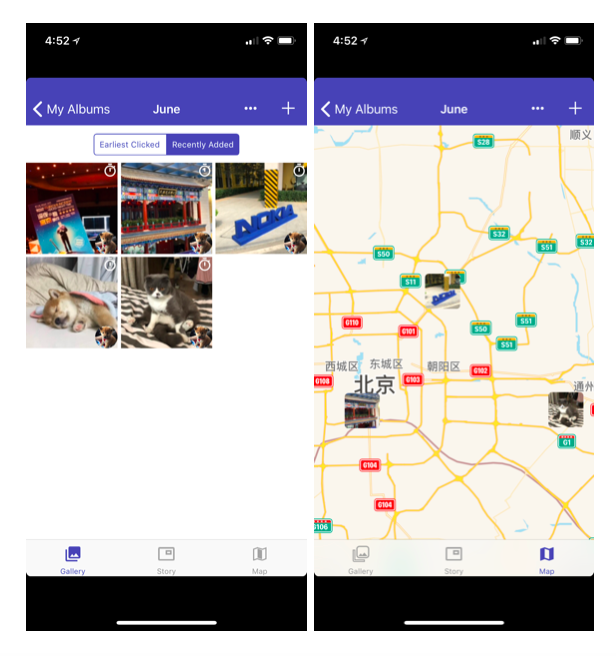 4:52
My Albums
June
Earliest Clicked
Recently Added
NOKIA
Gallery
Story
Map
4:52
My Albums
June
顺义
S28
S32
S51
S32
S50
S11
G110
G101
S50
S51
S51
西城区
东城区
朝阳区
G102
G108
北京
G103
通州
G1
G104
G104
S106
Gallery
Story
Map